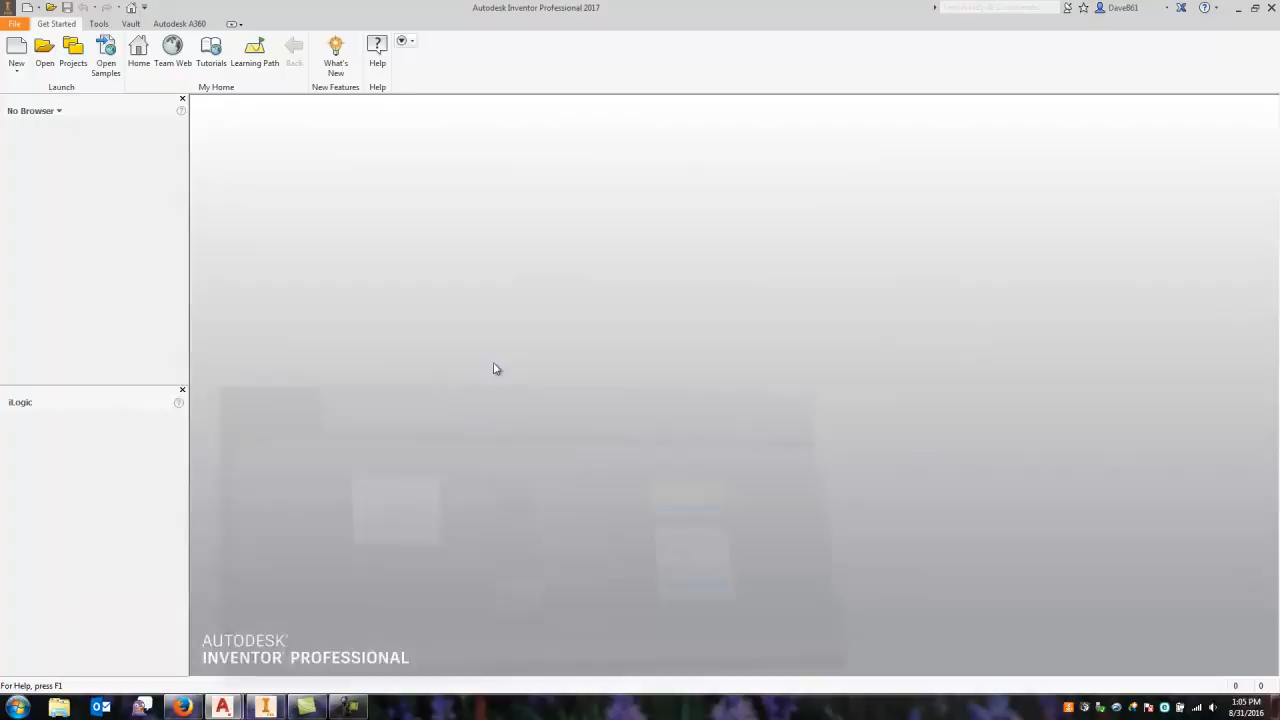 Autodesk Inventor Professional 2017
DaveB61
File
Get Started
Tools
Vault
Autodesk A360
New
Open
Projects
Open Samples
Home
Team Web
Tutorials
Learning Path
Back
What's New
Help
Launch
My Home
New Features
Help
No Browser
iLogic
AUTODESK®
INVENTOR® PROFESSIONAL
For Help, press F1
0
0
1:05 PM
8/31/2016